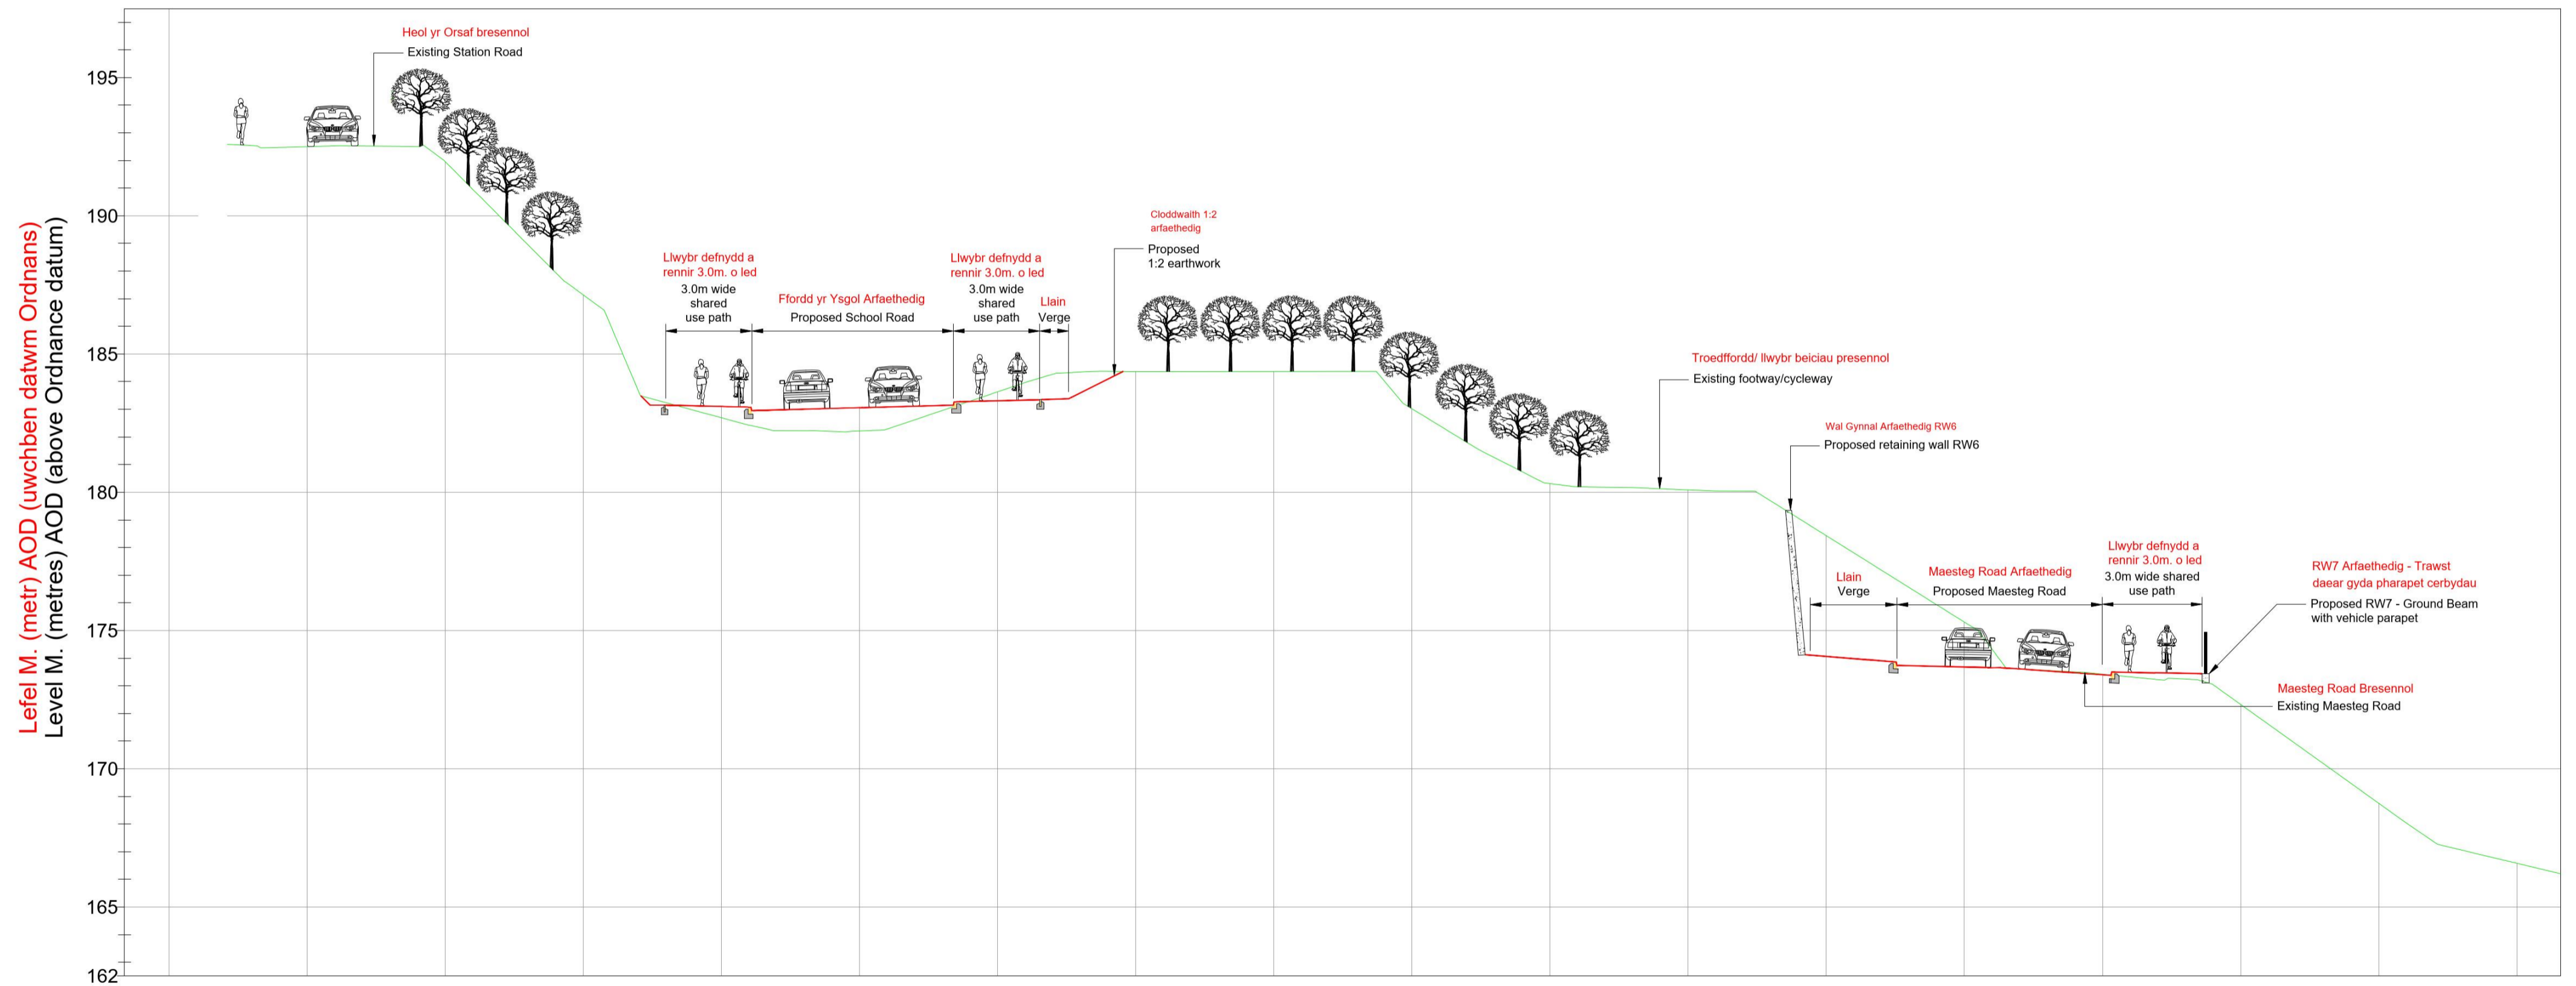 Lefel M. (metr) AOD (uwchben datwm Ordnans)
Level M. (metres) AOD (above Ordnance datum)
195
190
185
180
175
170
165
162
Heol yr Orsaf bresennol
Existing Station Road
Llwybr defnydd a
rennir 3.0m. o led
3.0m wide
shared
use path
Ffordd yr Ysgol Arfaethedig
Proposed School Road
Llwybr defnydd a
rennir 3.0m. o led
3.0m wide
shared
use path
Llain
Verge
Cloddwaith 1:2
arfaethedig
Proposed
1:2 earthwork
Troedffordd/ llwybr beiciau presennol
Existing footway/cycleway
Wal Gynnal Arfaethedig RW6
Proposed retaining wall RW6
Llain
Verge
Maesteg Road Arfaethedig
Proposed Maesteg Road
Llwybr defnydd a
rennir 3.0m. o led
3.0m wide shared
use path
RW7 Arfaethedig - Trawst
daear gyda pharapet cerbydau
Proposed RW7 - Ground Beam
with vehicle parapet
Maesteg Road Bresennol
Existing Maesteg Road